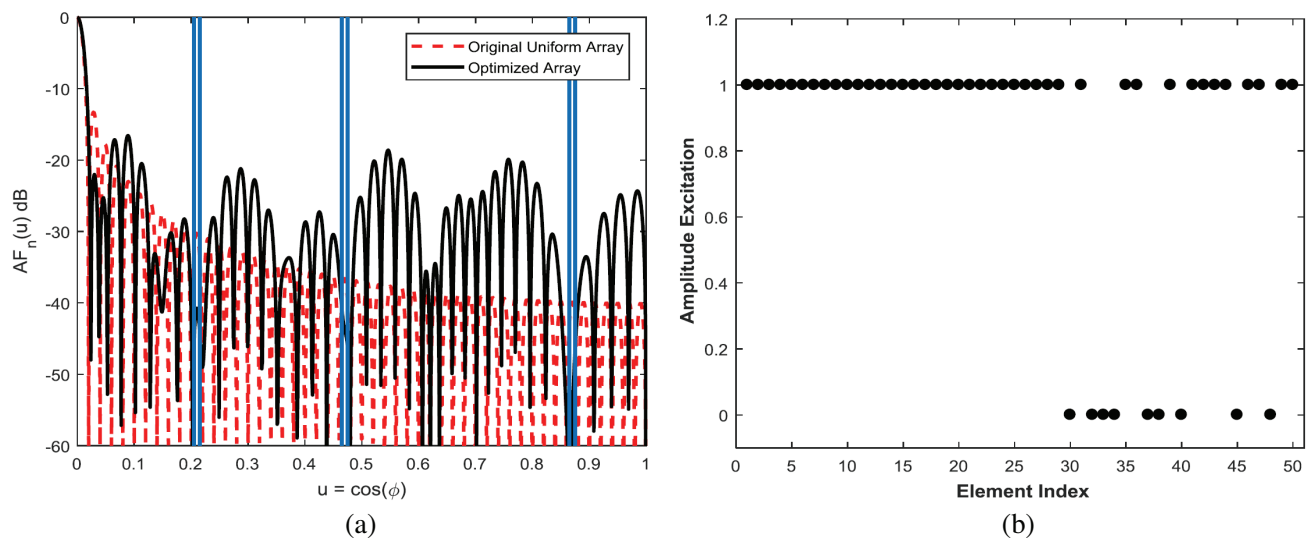 0
-10
-20
-30
-40
-50
-60
AF_n(u) dB
0 0.1 0.2 0.3 0.4 0.5 0.6 0.7 0.8 0.9 1
u = cos(ϕ)
Original Uniform Array
Optimized Array
(a)
1.2
1
0.8
0.6
0.4
0.2
0
Amplitude Excitation
0 5 10 15 20 25 30 35 40 45 50
Element Index
(b)